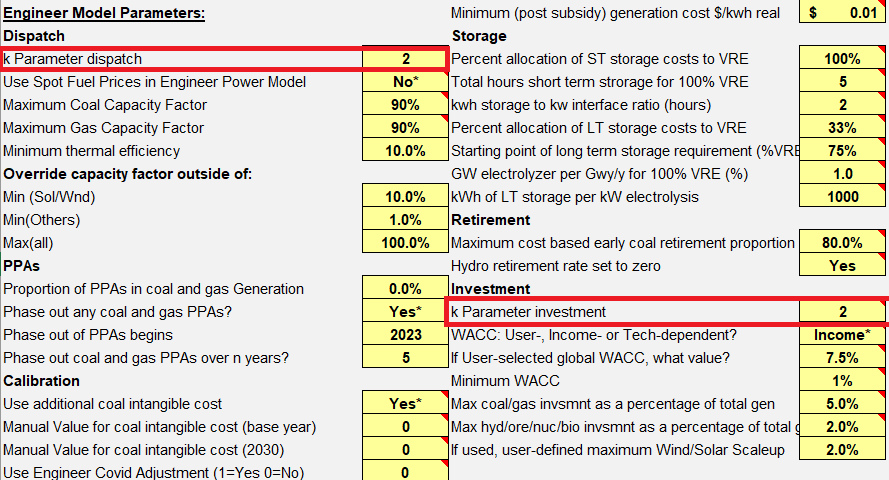 Engineer Model Parameters:
Dispatch
k Parameter dispatch 2
Use Spot Fuel Prices in Engineer Power Model No*
Maximum Coal Capacity Factor 90%
Maximum Gas Capacity Factor 90%
Minimum thermal efficiency 10.0%
Override capacity factor outside of:
Min (Sol/Wnd) 10.0%
Min(Others) 1.0%
Max(all) 100.0%
PPAs
Proportion of PPAs in coal and gas Generation 0.0%
Phase out any coal and gas PPAs? Yes*
Phase out of PPAs begins 2023
Phase out coal and gas PPAs over n years? 5
Calibration
Use additional coal intangible cost Yes*
Manual Value for coal intangible cost (base year) 0
Manual Value for coal intangible cost (2030) 0
Use Engineer Covid Adjustment (1=Yes 0=No) 0
Minimum (post subsidy) generation cost $/kwh real $ 0.01
Storage
Percent allocation of ST storage costs to VRE 100%
Total hours short term strorage for 100% VRE 5
kwh storage to kw interface ratio (hours) 2
Percent allocation of LT storage costs to VRE 33%
Starting point of long term storage requirement (%VRE 75%
GW electrolyzer per Gwy/y for 100% VRE (%) 1.0
kWh of LT storage per kW electrolysis 1000
Retirement
Maximum cost based early coal retirement proportion 80.0%
Hydro retirement rate set to zero Yes
Investment
k Parameter investment 2
WACC: User-, Income- or Tech-dependent? Income*
If User-selected global WACC, what value? 7.5%
Minimum WACC 1%
Max coal/gas invsmnt as a percentage of total gen 5.0%
Max hyd/ore/nuc/bio invsmnt as a percentage of total g 2.0%
If used, user-defined maximum Wind/Solar Scaleup 2.0%